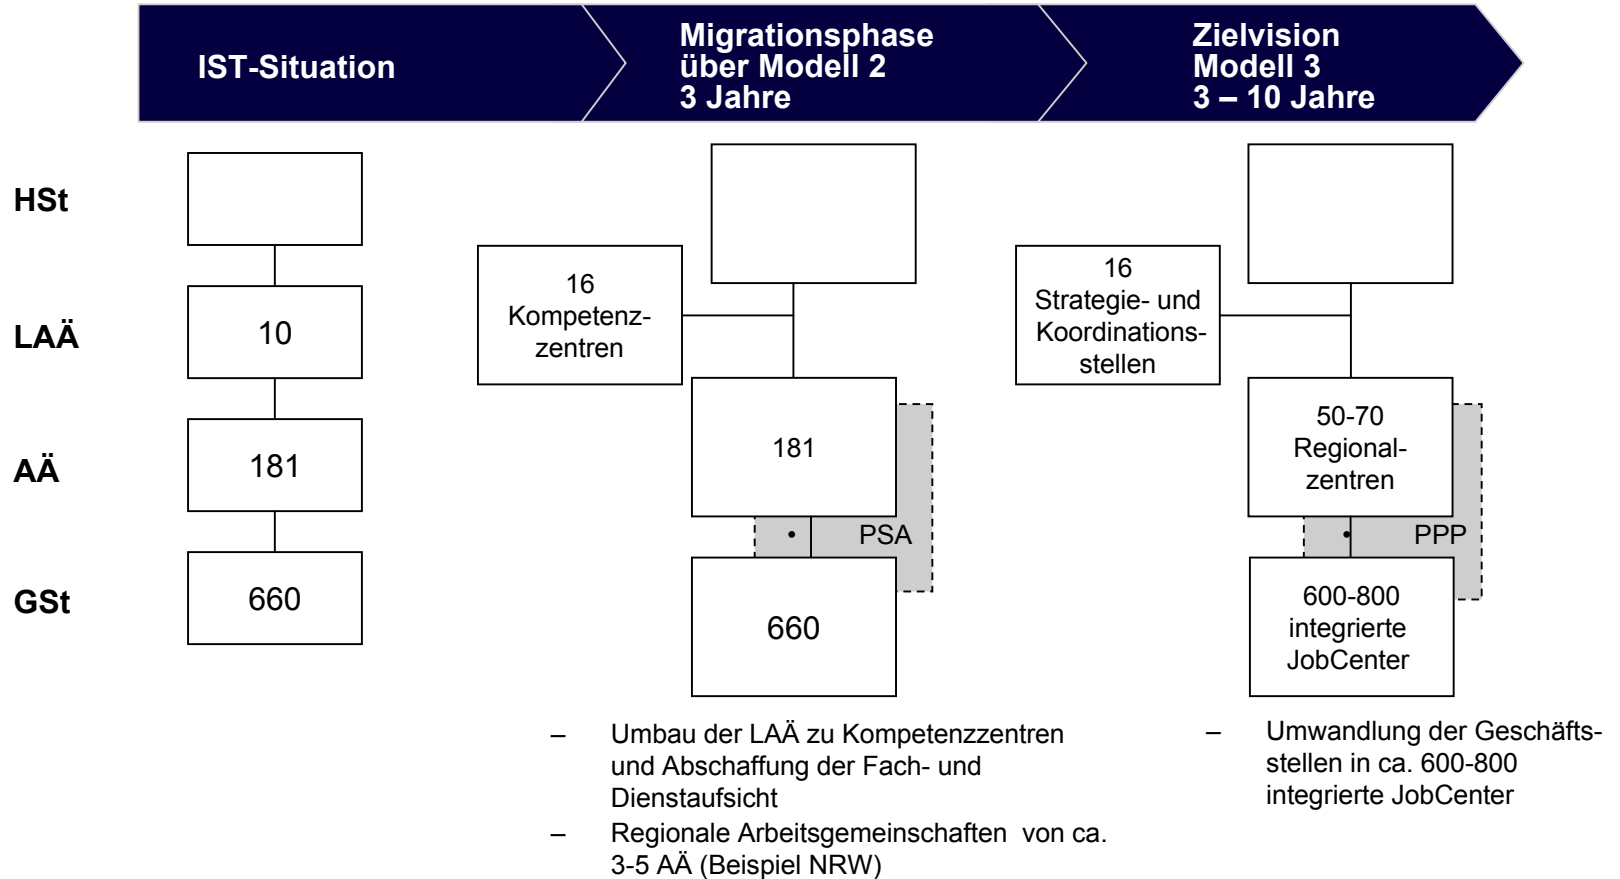 IST-Situation
Migrationsphase
über Modell 2
3 Jahre
Zielvision
Modell 3
3 – 10 Jahre
HSt
LAÄ
AÄ
GSt
10
181
660
16
Kompetenz-
zentren
181
• PSA
660
16
Strategie- und
Koordinations-
stellen
50-70
Regional-
zentren
• PPP
600-800
integrierte
JobCenter
– Umbau der LAÄ zu Kompetenzzentren
und Abschaffung der Fach- und
Dienstaufsicht
– Regionale Arbeitsgemeinschaften von ca.
3-5 AÄ (Beispiel NRW)
– Umwandlung der Geschäfts-
stellen in ca. 600-800
integrierte JobCenter